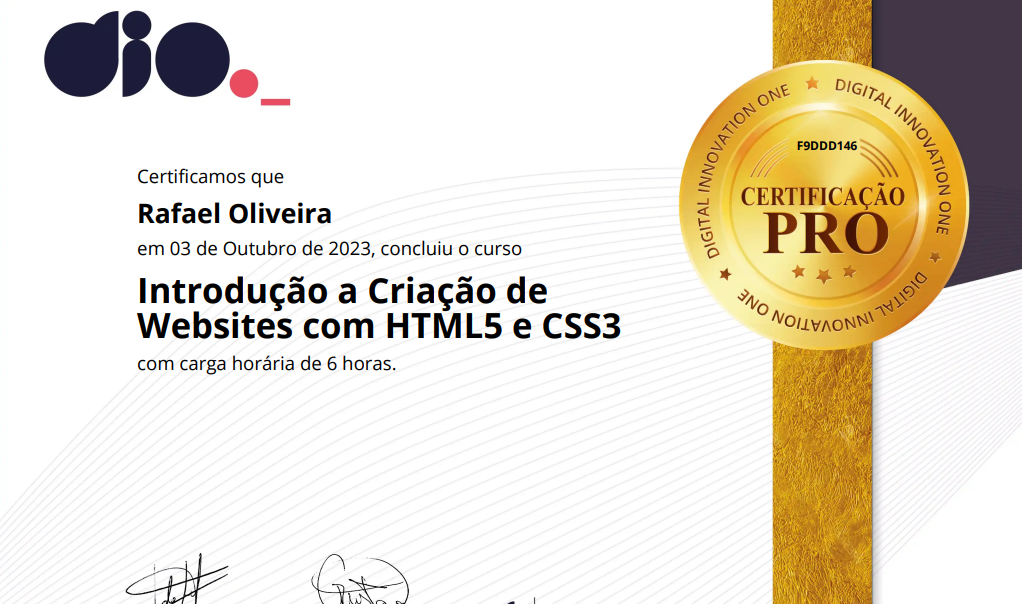 dio._
Certificamos que
Rafael Oliveira
em 03 de Outubro de 2023, concluiu o curso
Introdução a Criação de
Websites com HTML5 e CSS3
com carga horária de 6 horas.
DIGITAL INNOVATION ONE
DIGITAL INNOVATION ONE
DIGITAL INNOVATION ONE
F9DDD146
CERTIFICAÇÃO
PRO